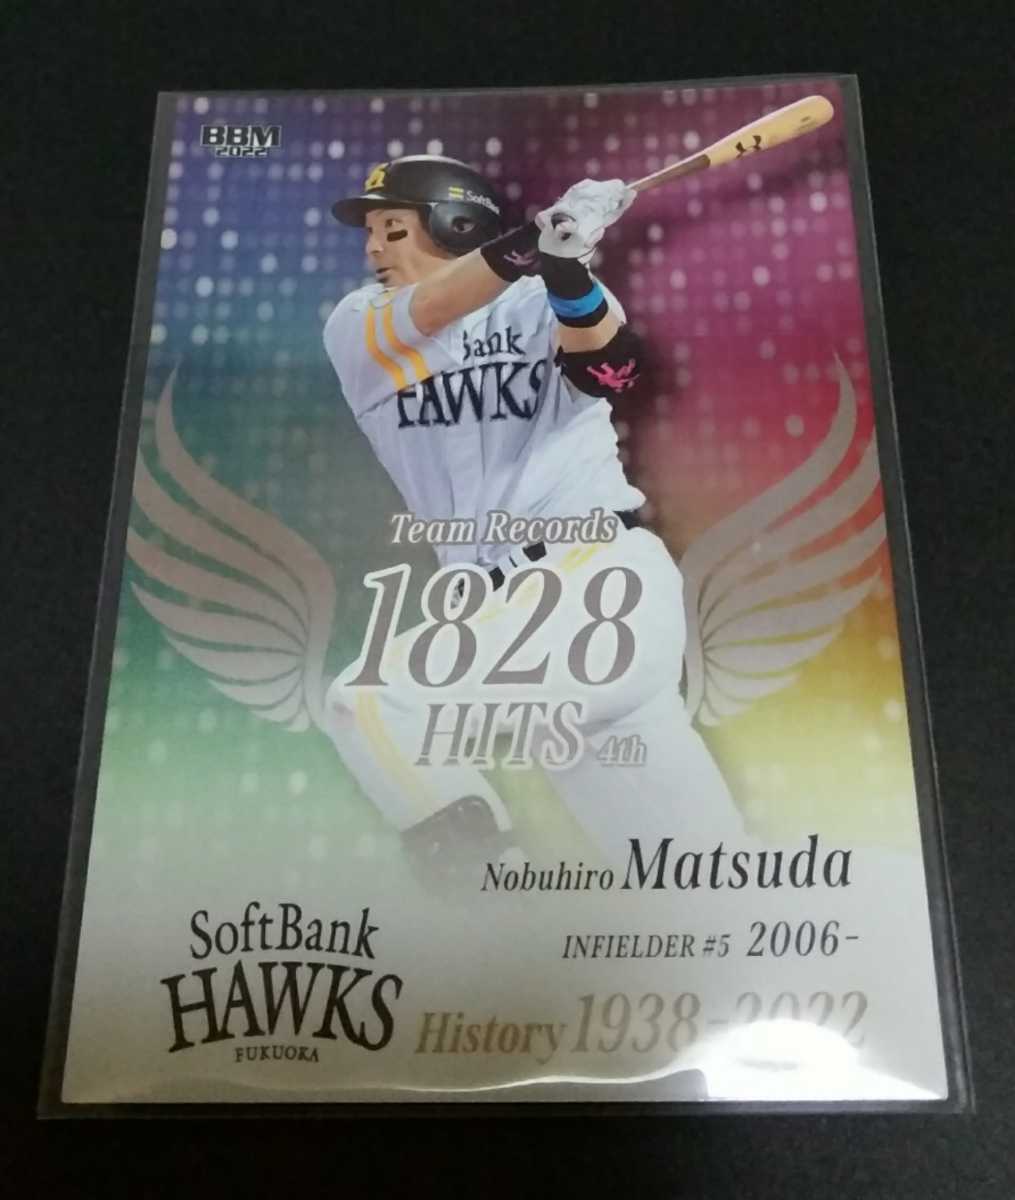 BBM
2022
SoftBank
Bank
HAWKS
Team Records
1828
HITS 4th
Nobuhiro Matsuda
INFIELDER #5 2006-
SoftBank
HAWKS
FUKUOKA
History 1938-2022